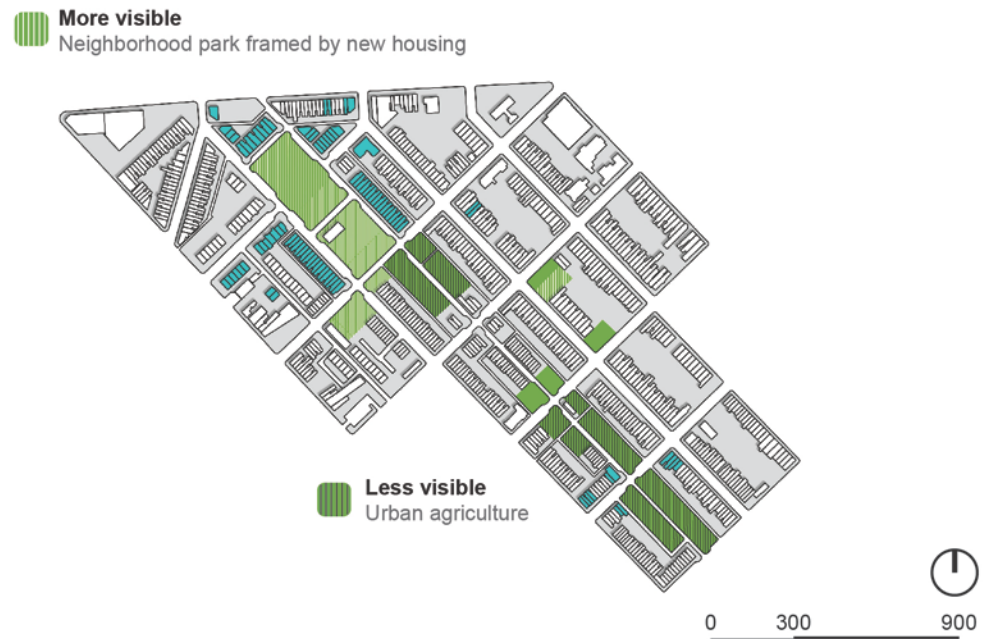 More visible
Neighborhood park framed by new housing
Less visible
Urban agriculture
0 300 900